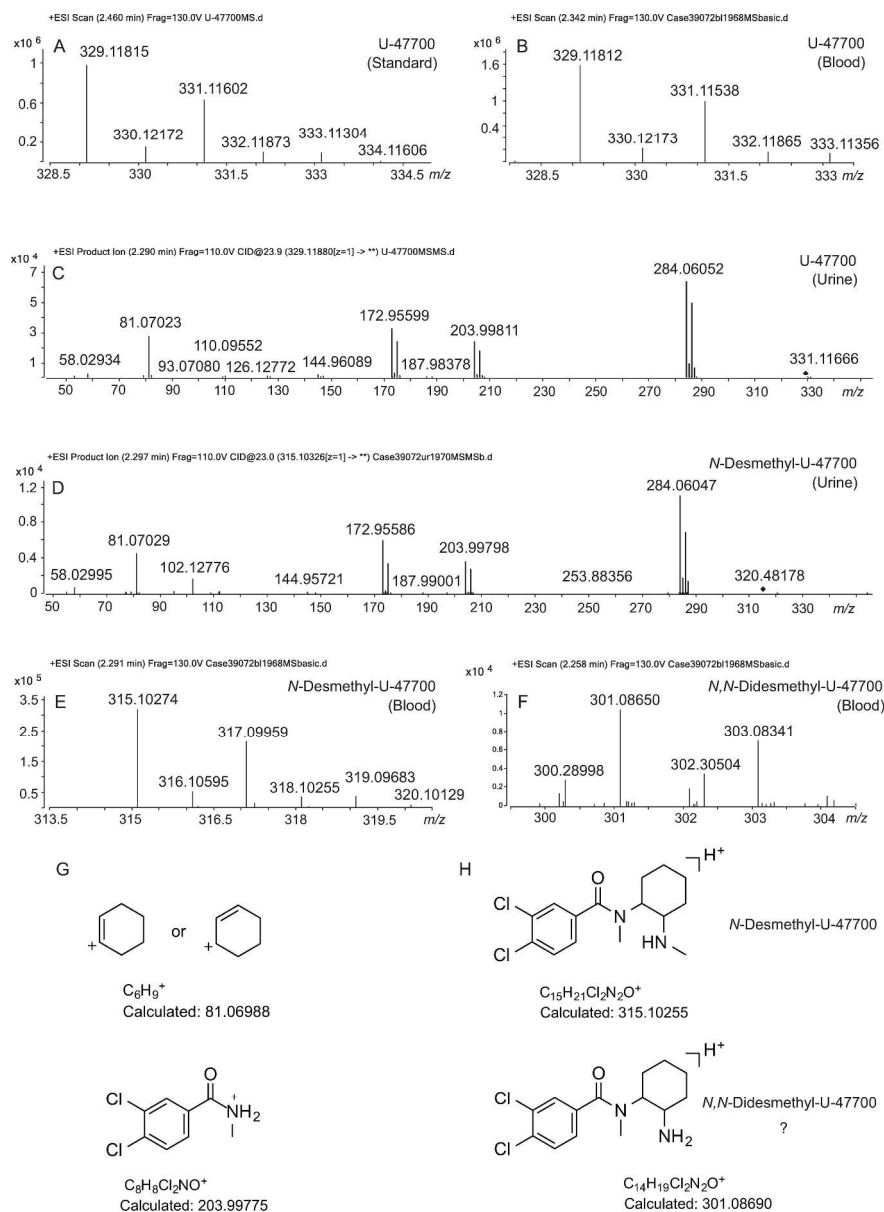 +ESI Scan (2.460 min) Frag=130.0V U-47700MS.d
x10 6
A
U-47700
(Standard)
329.11815
331.11602
330.12172
332.11873
333.11304
334.11606
1
0.6
0.2
328.5 330 331.5 333 334.5 m/z
+ESI Scan (2.342 min) Frag=130.0V Case39072bl1968MSbasic.d
x10 6
B
U-47700
(Blood)
329.11812
331.11538
330.12173
332.11865
333.11356
1.6
1
0.4
328.5 330 331.5 333 m/z
+ESI Product Ion (2.290 min) Frag=110.0V CID@23.9 (329.11880[z=1] -> **) U-47700MSMS.d
x10 4
C
U-47700
(Urine)
284.06052
172.95599
203.99811
81.07023
110.09552
58.02934
93.07080
126.12772
144.96089
187.98378
331.11666
7
5
3
1
50 70 90 110 130 150 170 190 210 230 250 270 290 310 330 m/z
+ESI Product Ion (2.297 min) Frag=110.0V CID@23.0 (315.10326[z=1] -> **) Case39072ur1970MSMSb.d
x10 4
D
N-Desmethyl-U-47700
(Urine)
284.06047
172.95586
81.07029
203.99798
102.12776
58.02995
144.95721
187.99001
253.88356
320.48178
1.2
0.8
0.4
0
50 70 90 110 130 150 170 190 210 230 250 270 290 310 330 m/z
+ESI Scan (2.291 min) Frag=130.0V Case39072bl1968MSbasic.d
x10 5
E
N-Desmethyl-U-47700
(Blood)
315.10274
317.09959
316.10595
318.10255
319.09683
320.10129
3.5
2.5
1.5
0.5
313.5 315 316.5 318 319.5 m/z
+ESI Scan (2.258 min) Frag=130.0V Case39072bl1968MSbasic.d
x10 4
F
N,N-Didesmethyl-U-47700
(Blood)
301.08650
303.08341
300.28998
302.30504
1.2
1
0.8
0.6
0.4
0.2
0
300 301 302 303 304 m/z
G
+
or
+
C₆H₉⁺
Calculated: 81.06988
O
Cl
Cl
+
NH₂
C₈H₈Cl₂NO⁺
Calculated: 203.99775
H
H⁺
O
Cl
Cl
N
HN
N-Desmethyl-U-47700
C₁₅H₂₁Cl₂N₂O⁺
Calculated: 315.10255
H⁺
O
Cl
Cl
N
NH₂
N,N-Didesmethyl-U-47700
?
C₁₄H₁₉Cl₂N₂O⁺
Calculated: 301.08690